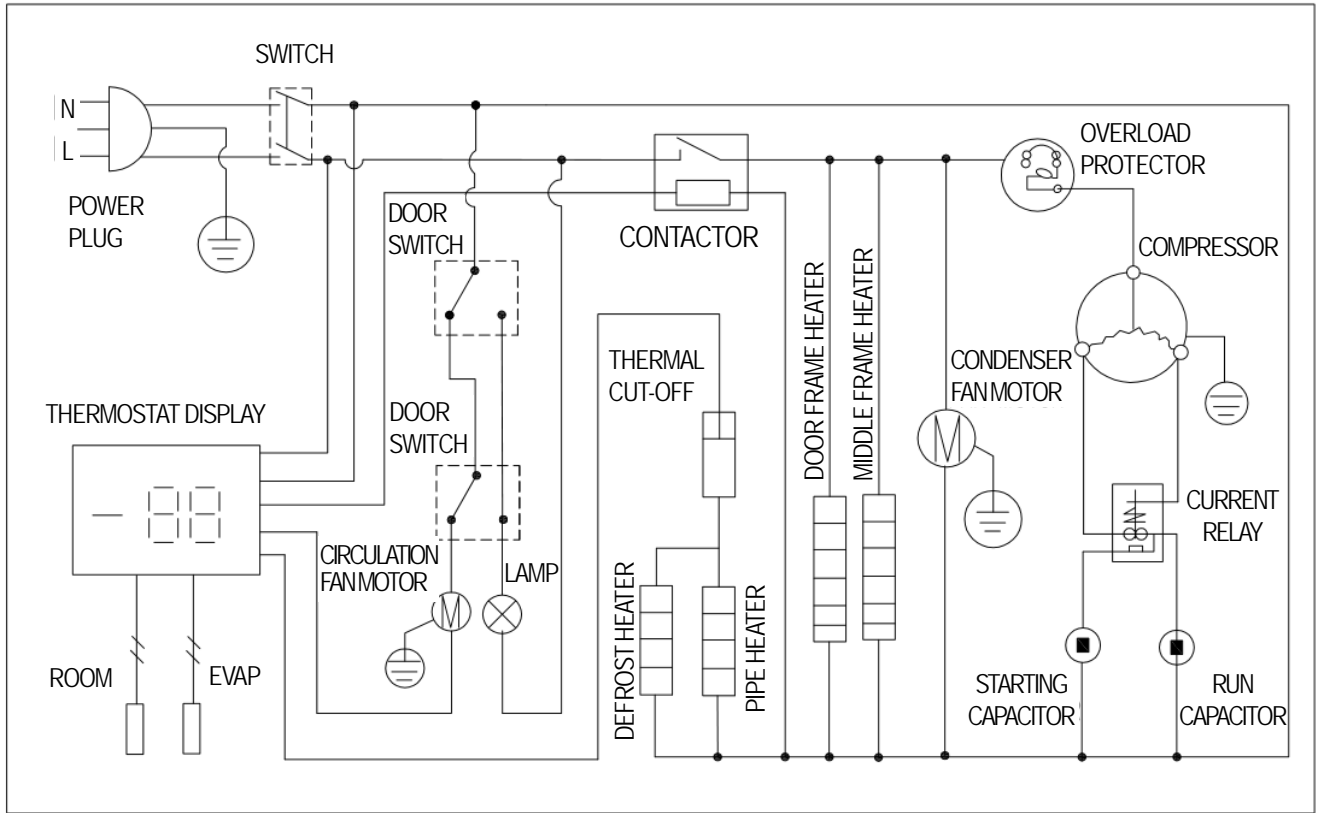 SWITCH
N
L
POWER
PLUG
OVERLOAD
PROTECTOR
DOOR
SWITCH
CONTACTOR
COMPRESSOR
DOOR FRAME HEATER
MIDDLE FRAME HEATER
THERMAL
CUT-OFF
CONDENSER
FAN MOTOR
THERMOSTAT DISPLAY
DOOR
SWITCH
- 88
CURRENT
RELAY
CIRCULATION
FAN MOTOR
M
LAMP
M
DEFROST HEATER
PIPE HEATER
ROOM
EVAP
STARTING
CAPACITOR
RUN
CAPACITOR